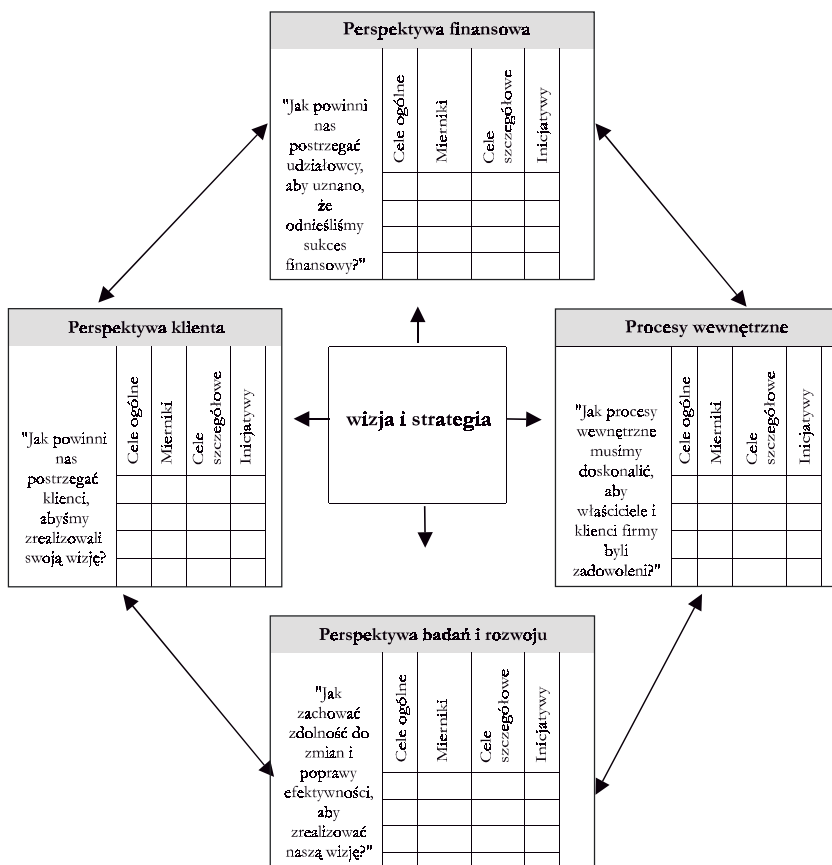 Perspektywa finansowa
"Jak powinni
nas
postrzegać
udziałowcy,
aby uznano,
że
odnieśliśmy
sukces
finansowy?"
Cele ogólne
Mierniki
Cele
szczegółowe
Inicjatywy
Perspektywa klienta
"Jak powinni
nas
postrzegać
klienci,
abyśmy
zrealizowali
swoją wizję?
Cele ogólne
Mierniki
Cele
szczegółowe
Inicjatywy
wizja i strategia
Procesy wewnętrzne
"Jak procesy
wewnętrzne
musimy
doskonalić,
aby
właściciele i
klienci firmy
byli
zadowoleni?"
Cele ogólne
Mierniki
Cele
szczegółowe
Inicjatywy
Perspektywa badań i rozwoju
"Jak
zachować
zdolność do
zmian i
poprawy
efektywności,
aby
zrealizować
naszą wizję?"
Cele ogólne
Mierniki
Cele
szczegółowe
Inicjatywy